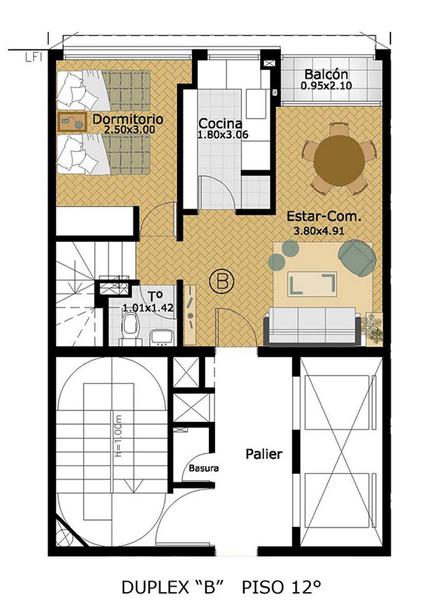 LFI
Balcón
0.95x2.10
Dormitorio
2.50x3.00
Cocina
1.80x3.06
Estar-Com.
3.80x4.91
B
Tº
1.01x1.42
h=1.00m
Basura
Palier
DUPLEX “B” PISO 12º